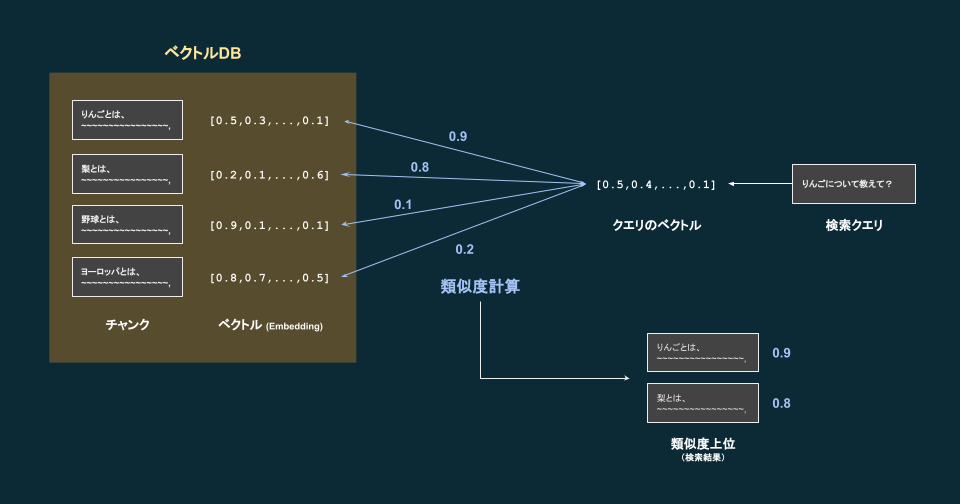 ベクトルDB
りんごとは、
~~~~~~~~~~~~~~~~,
[0.5,0.3,...,0.1]
梨とは、
~~~~~~~~~~~~~~~~,
[0.2,0.1,...,0.6]
野球とは、
~~~~~~~~~~~~~~~~,
[0.9,0.1,...,0.1]
ヨーロッパとは、
~~~~~~~~~~~~~~~~,
[0.8,0.7,...,0.5]
チャンク
ベクトル (Embedding)
0.9
0.8
0.1
0.2
類似度計算
[0.5,0.4,...,0.1]
クエリのベクトル
りんごについて教えて？
検索クエリ
りんごとは、
~~~~~~~~~~~~~~~~,
0.9
梨とは、
~~~~~~~~~~~~~~~~,
0.8
類似度上位
（検索結果）